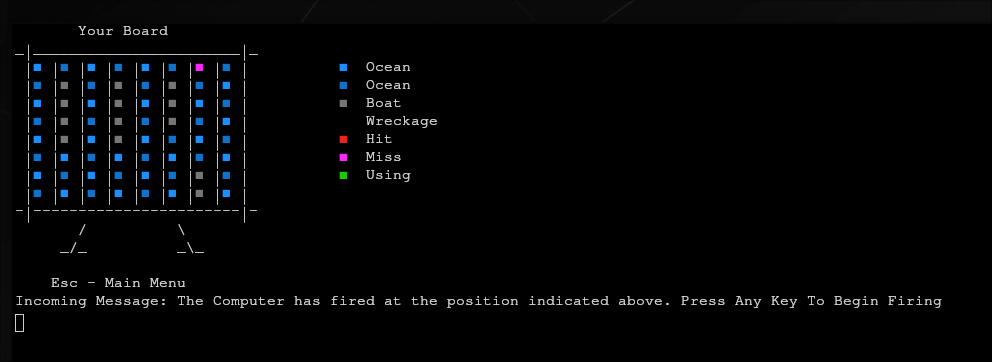 Your Board
Ocean
Ocean
Boat
Wreckage
Hit
Miss
Using
Esc - Main Menu
Incoming Message: The Computer has fired at the position indicated above. Press Any Key To Begin Firing